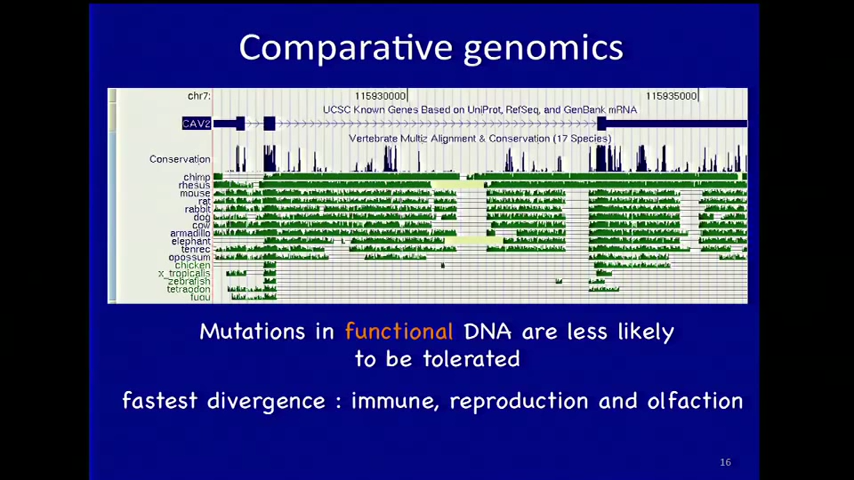 Comparative genomics
chr7: 115930000 115935000
UCSC Known Genes Based on UniProt, RefSeq, and GenBank mRNA
CAV2
Vertebrate Multiz Alignment & Conservation (17 Species)
Conservation
chimp
rhesus
mouse
rat
rabbit
dog
cow
armadillo
elephant
tenrec
opossum
chicken
x_tropicalis
zebrafish
tetraodon
fugu
Mutations in functional DNA are less likely
to be tolerated
fastest divergence : immune, reproduction and olfaction
16